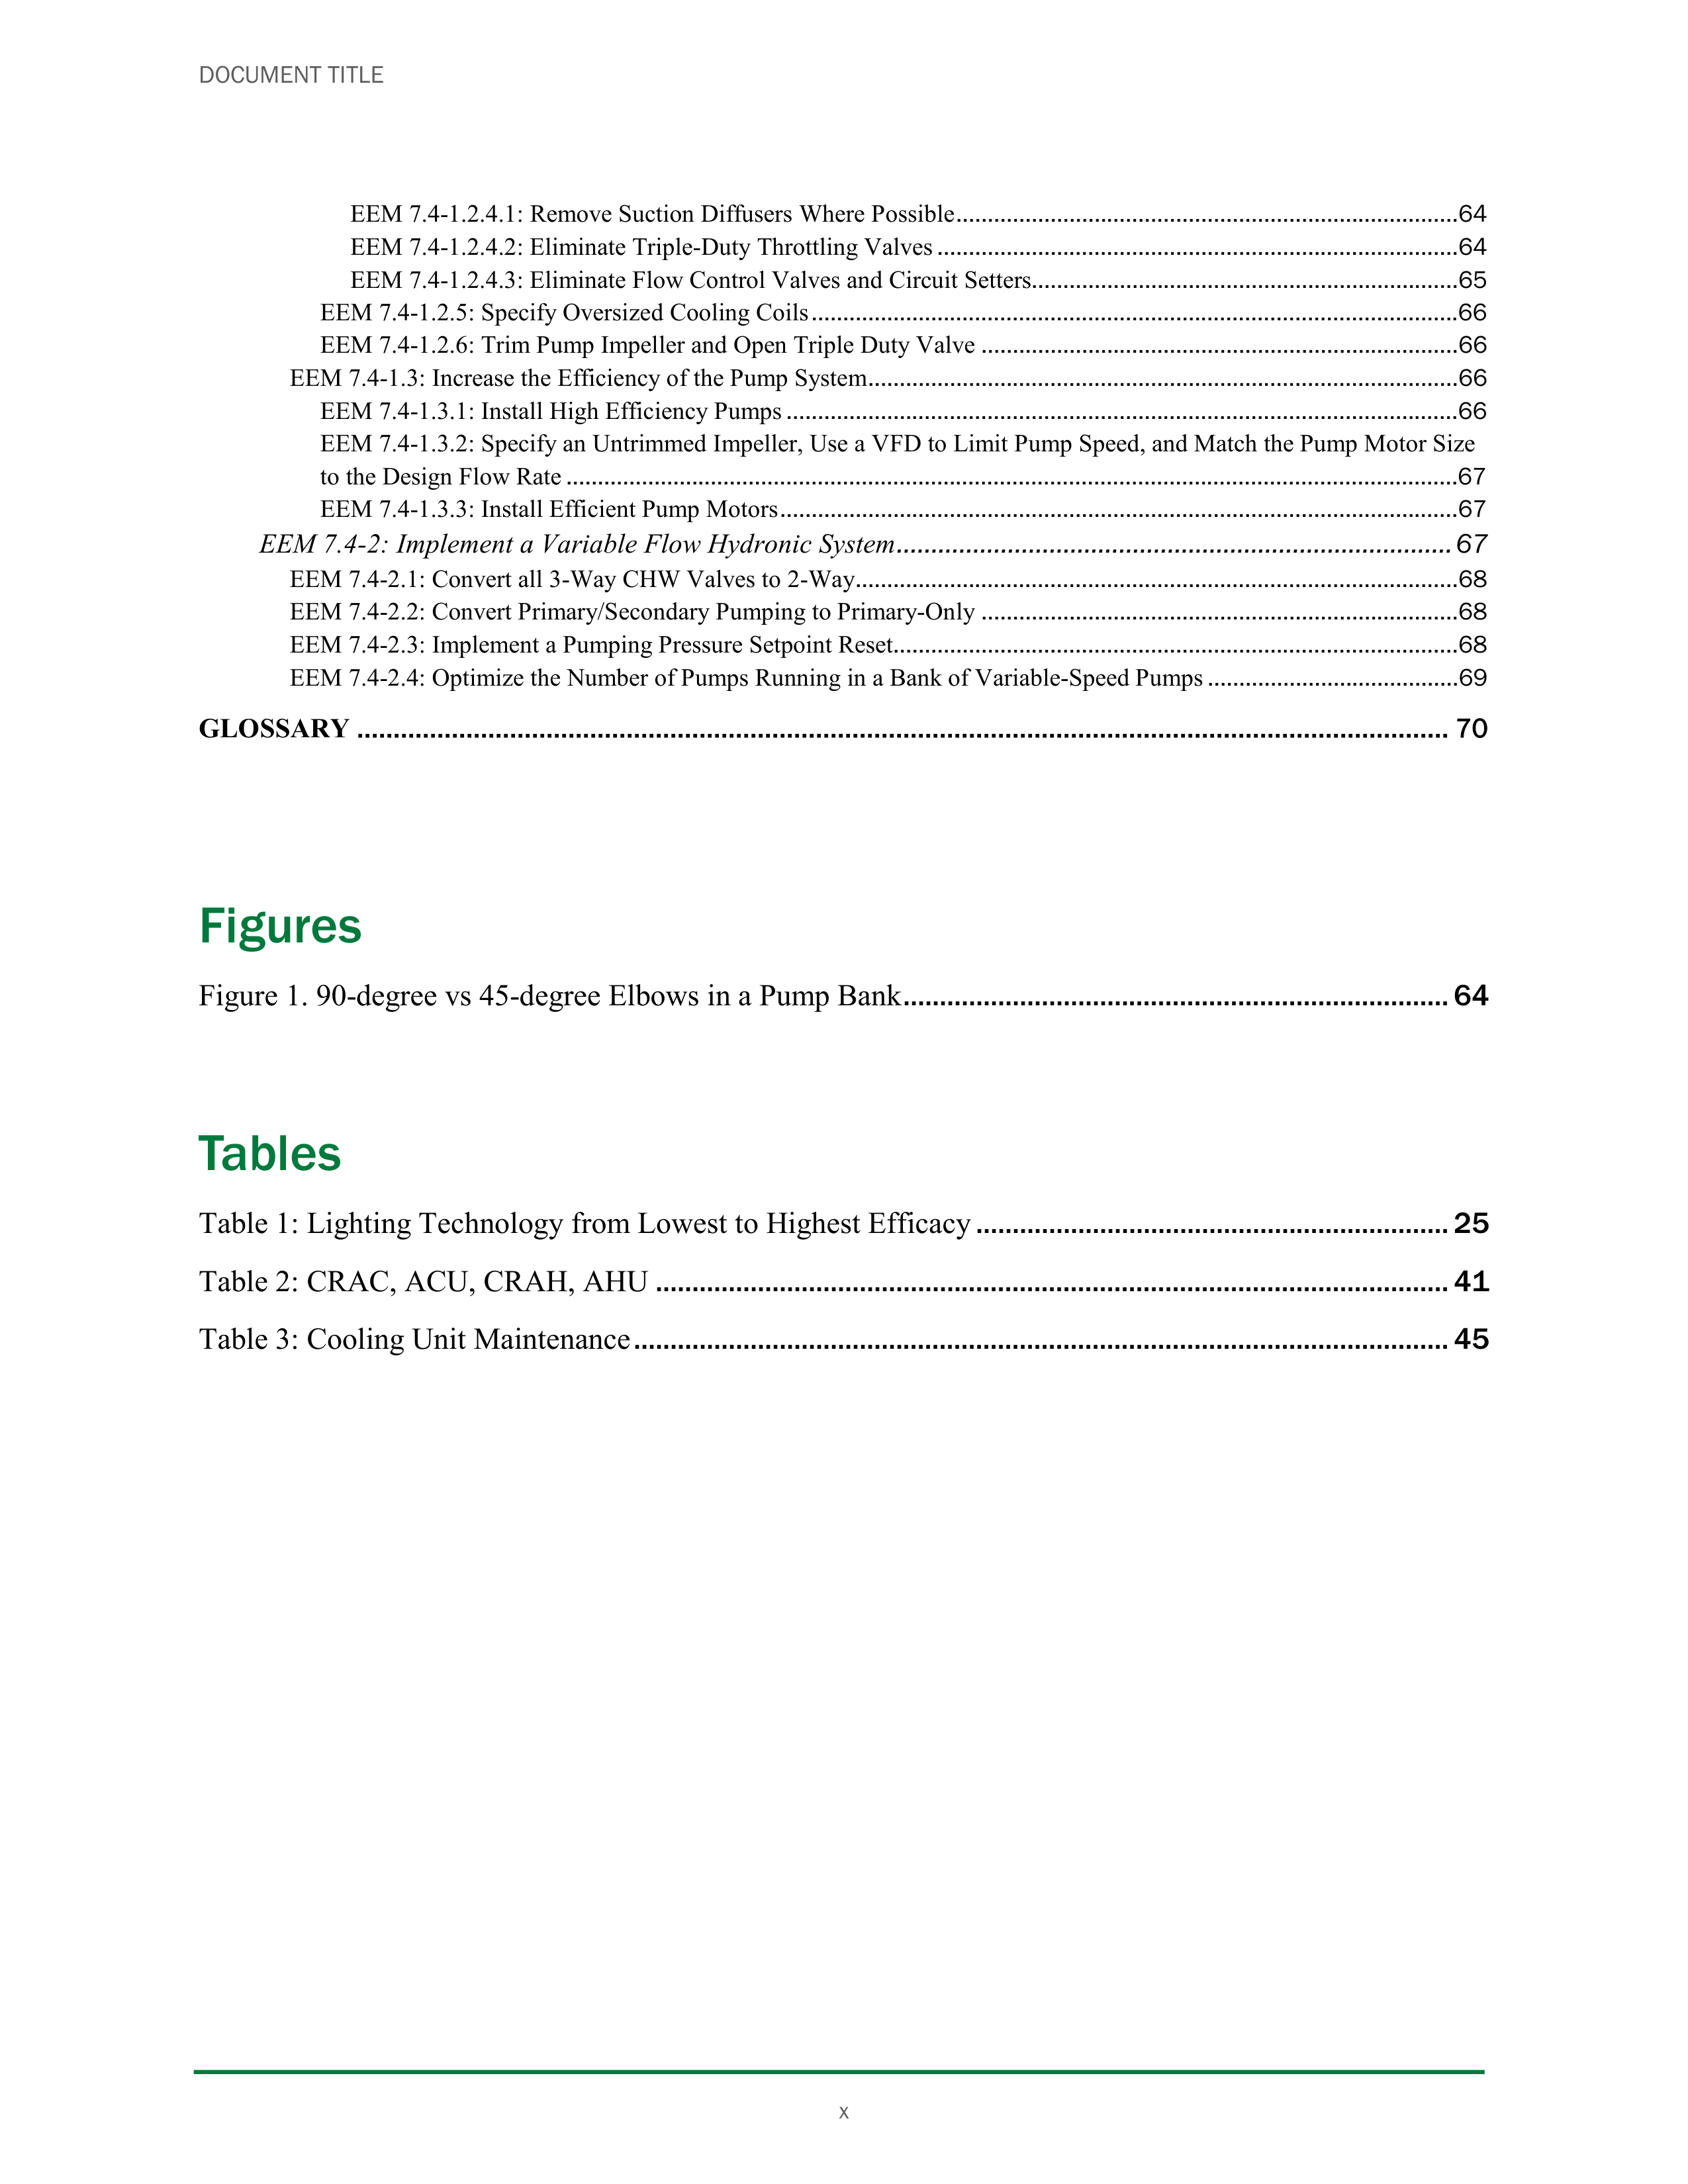 DOCUMENT TITLE
EEM 7.4-1.2.4.1: Remove Suction Diffusers Where Possible................................................................................64
EEM 7.4-1.2.4.2: Eliminate Triple-Duty Throttling Valves ...................................................................................64
EEM 7.4-1.2.4.3: Eliminate Flow Control Valves and Circuit Setters....................................................................65
EEM 7.4-1.2.5: Specify Oversized Cooling Coils.......................................................................................................66
EEM 7.4-1.2.6: Trim Pump Impeller and Open Triple Duty Valve ............................................................................66
EEM 7.4-1.3: Increase the Efficiency of the Pump System..............................................................................................66
EEM 7.4-1.3.1: Install High Efficiency Pumps ...........................................................................................................66
EEM 7.4-1.3.2: Specify an Untrimmed Impeller, Use a VFD to Limit Pump Speed, and Match the Pump Motor Size
to the Design Flow Rate ..............................................................................................................................................67
EEM 7.4-1.3.3: Install Efficient Pump Motors............................................................................................................67
EEM 7.4-2: Implement a Variable Flow Hydronic System................................................................................ 67
EEM 7.4-2.1: Convert all 3-Way CHW Valves to 2-Way................................................................................................68
EEM 7.4-2.2: Convert Primary/Secondary Pumping to Primary-Only ............................................................................68
EEM 7.4-2.3: Implement a Pumping Pressure Setpoint Reset..........................................................................................68
EEM 7.4-2.4: Optimize the Number of Pumps Running in a Bank of Variable-Speed Pumps ........................................69
GLOSSARY ...................................................................................................................................................... 70
Figures
Figure 1. 90-degree vs 45-degree Elbows in a Pump Bank........................................................................... 64
Tables
Table 1: Lighting Technology from Lowest to Highest Efficacy ................................................................. 25
Table 2: CRAC, ACU, CRAH, AHU ............................................................................................................. 41
Table 3: Cooling Unit Maintenance................................................................................................................ 45
x